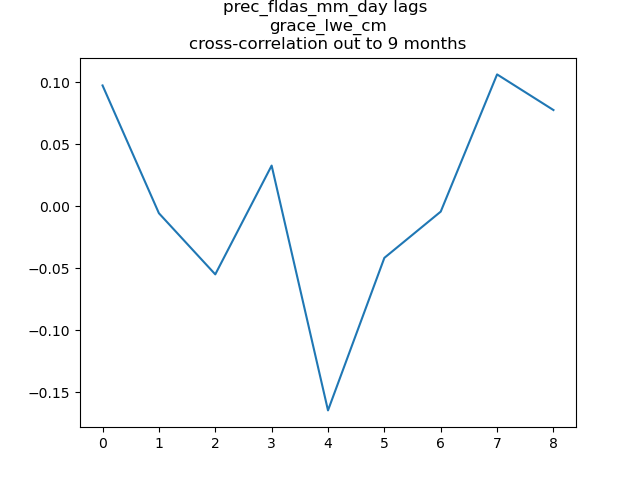 prec_fldas_mm_day lags
grace_lwe_cm
cross-correlation out to 9 months
0.10
0.05
0.00
−0.05
−0.10
−0.15
0 1 2 3 4 5 6 7 8